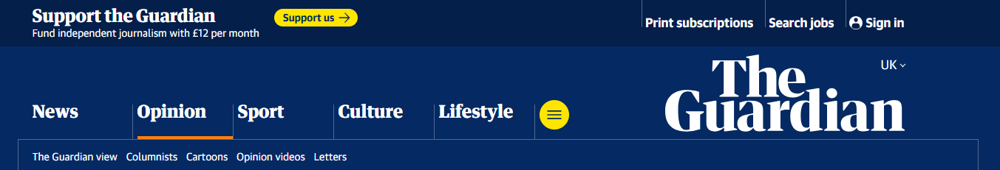 Support the Guardian
Fund independent journalism with £12 per month
Support us
Print subscriptions
Search jobs
Sign in
UK
The
Guardian
News
Opinion
Sport
Culture
Lifestyle
The Guardian view
Columnists
Cartoons
Opinion videos
Letters